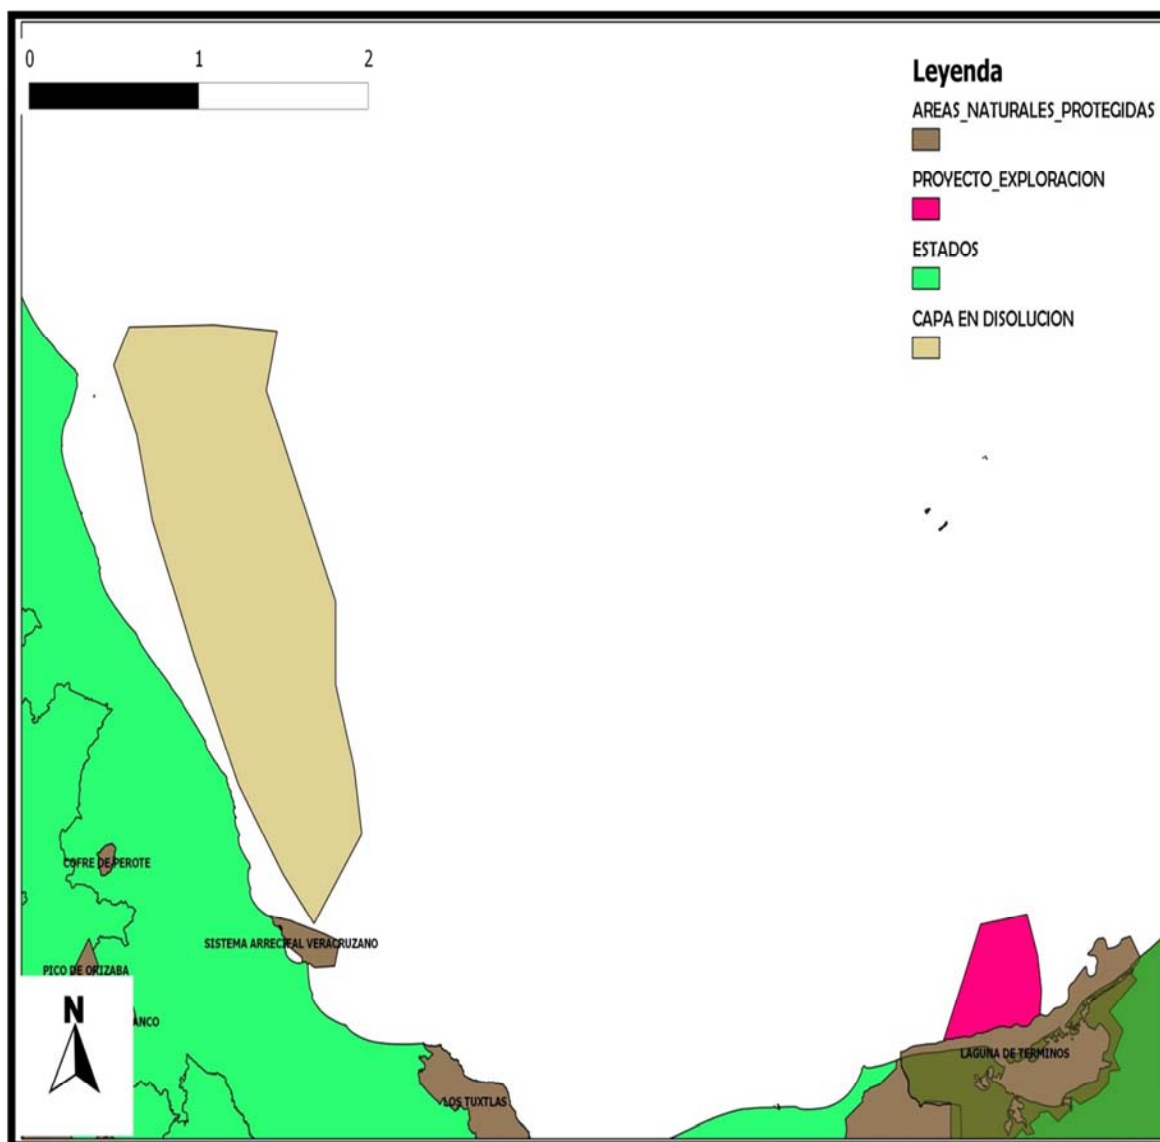 0 1 2
Leyenda
AREAS_NATURALES_PROTEGIDAS
PROYECTO_EXPLORACION
ESTADOS
CAPA EN DISOLUCION
COFRE DE PEROTE
SISTEMA ARRECIFAL VERACRUZANO
PICO DE ORIZABA
N
ANCO
LAGUNA DE TERMINOS
LOS TUXTLAS